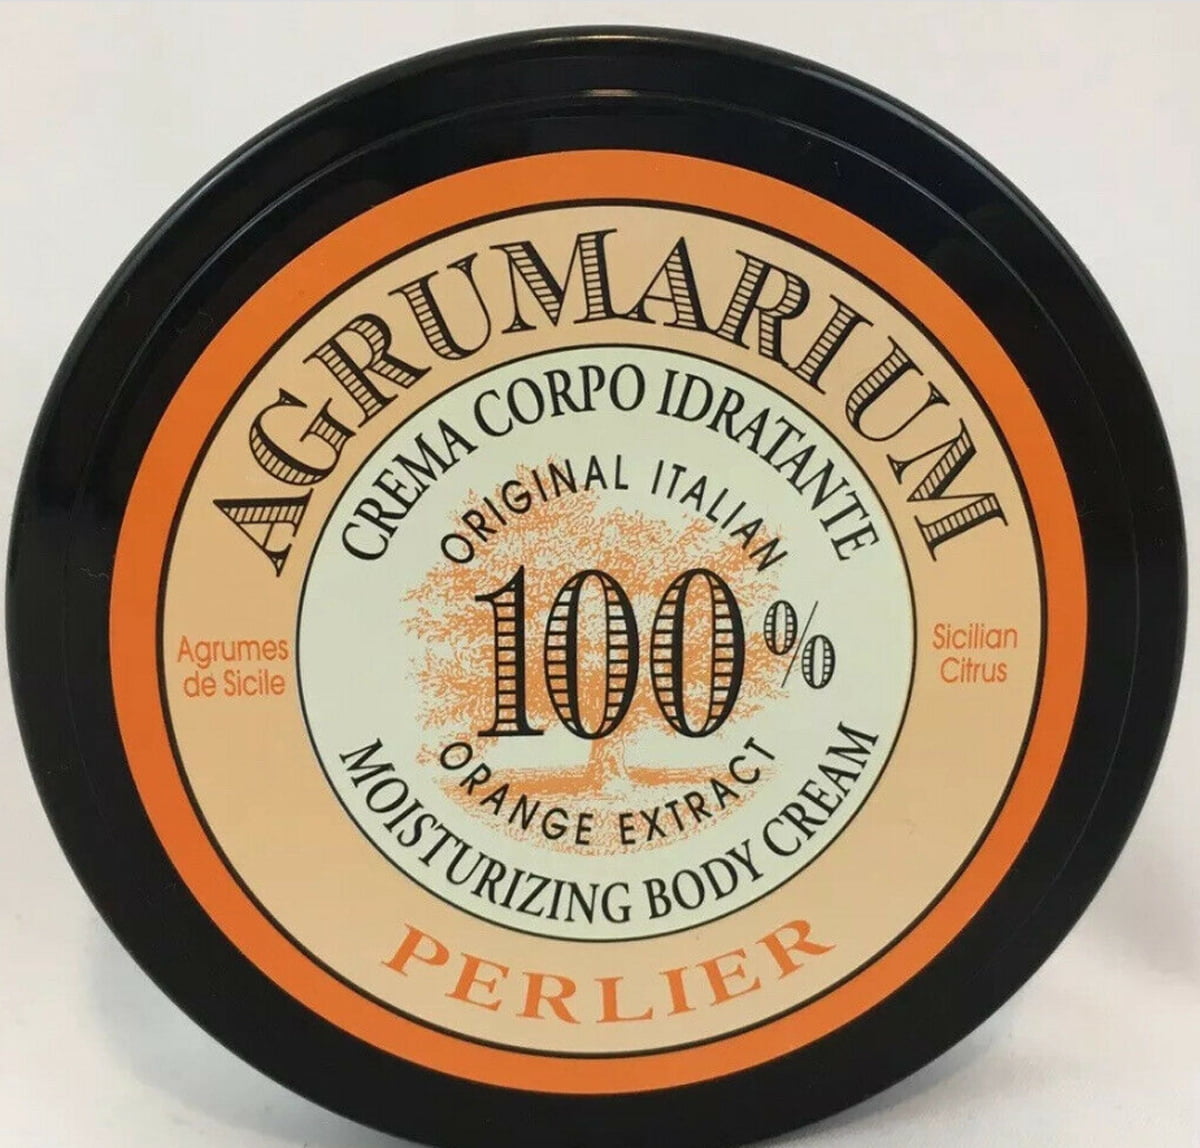 AGRUMARIUM
CREMA CORPO IDRATANTE
ORIGINAL ITALIAN
100%
ORANGE EXTRACT
MOISTURIZING BODY CREAM
Agrumes
de Sicile
Sicilian
Citrus
PERLIER